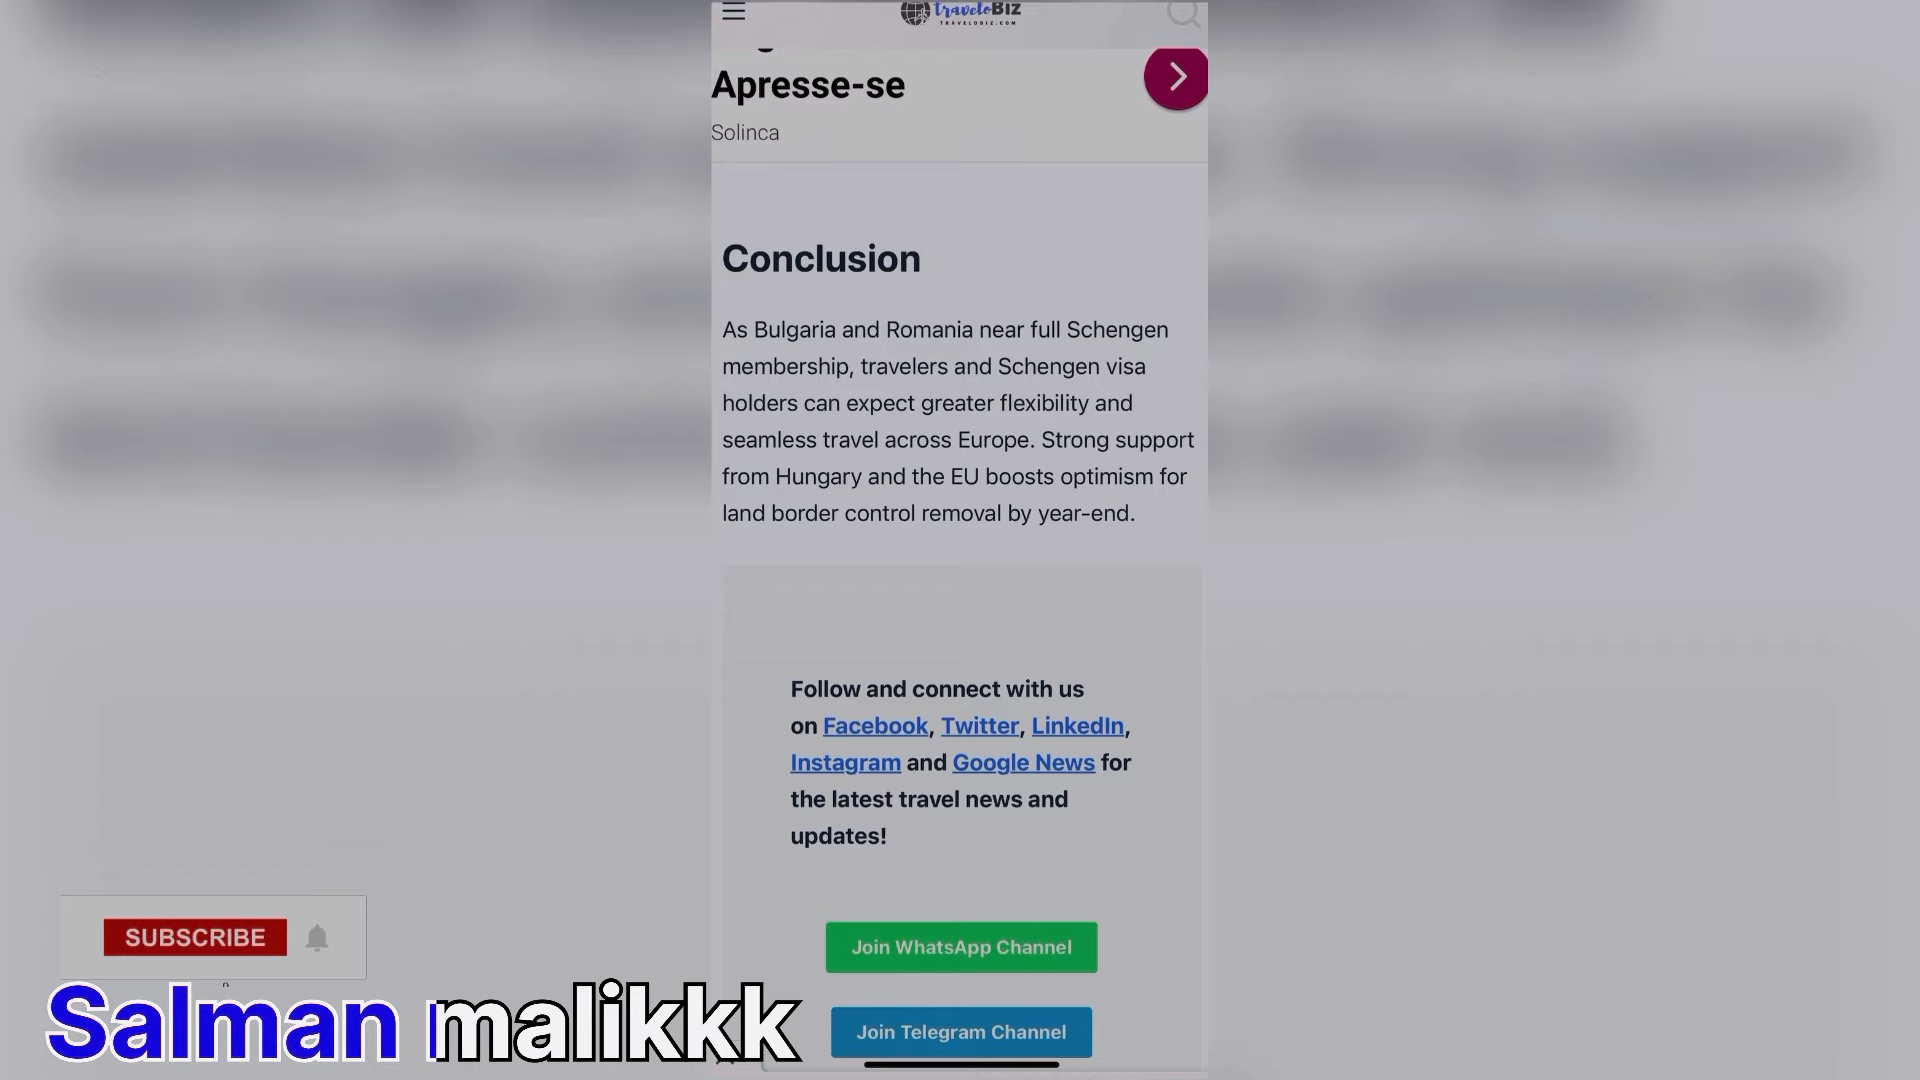 traveloBIZ
TRAVELOBIZ.COM
Apresse-se
Solinca
Conclusion
As Bulgaria and Romania near full Schengen
membership, travelers and Schengen visa
holders can expect greater flexibility and
seamless travel across Europe. Strong support
from Hungary and the EU boosts optimism for
land border control removal by year-end.
Follow and connect with us
on Facebook, Twitter, LinkedIn,
Instagram and Google News for
the latest travel news and
updates!
Join WhatsApp Channel
Join Telegram Channel
SUBSCRIBE
Salman malikkk